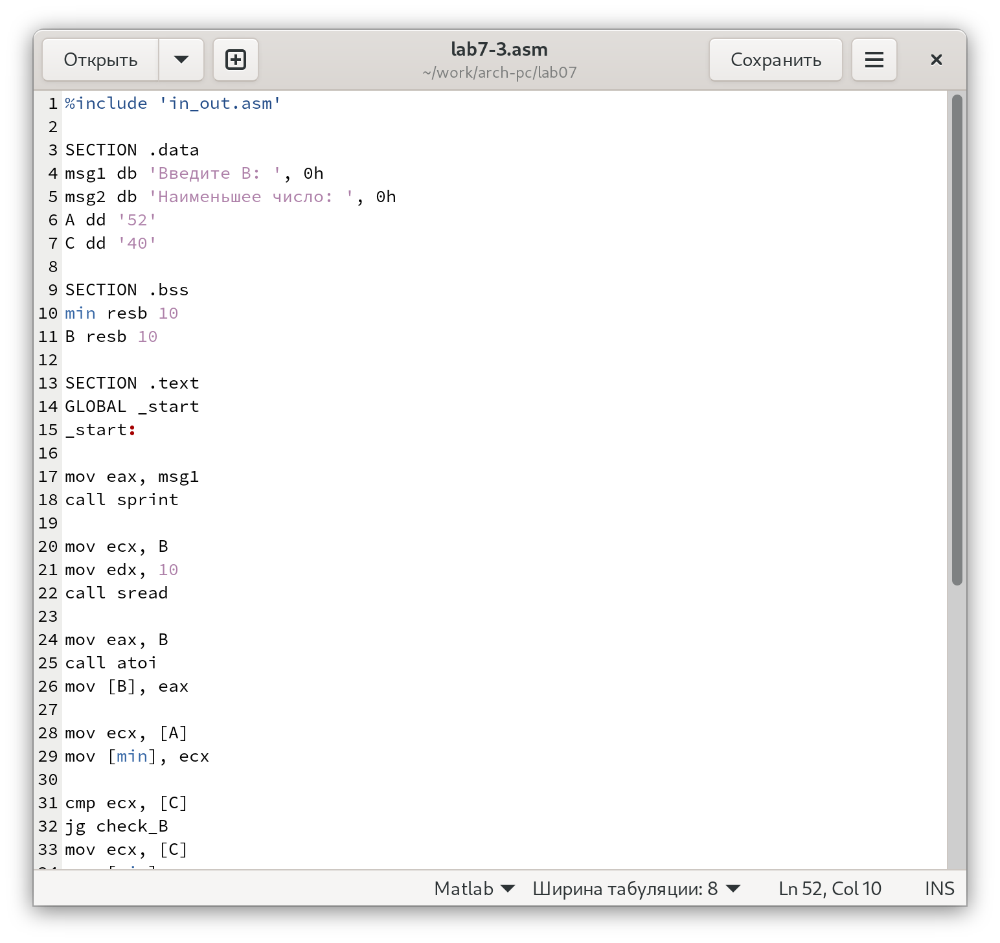 Открыть
lab7-3.asm
~/work/arch-pc/lab07
Сохранить
1 %include 'in_out.asm'
2
3 SECTION .data
4 msg1 db 'Введите B: ', 0h
5 msg2 db 'Наименьшее число: ', 0h
6 A dd '52'
7 C dd '40'
8
9 SECTION .bss
10 min resb 10
11 B resb 10
12
13 SECTION .text
14 GLOBAL _start
15 _start:
16
17 mov eax, msg1
18 call sprint
19
20 mov ecx, B
21 mov edx, 10
22 call sread
23
24 mov eax, B
25 call atoi
26 mov [B], eax
27
28 mov ecx, [A]
29 mov [min], ecx
30
31 cmp ecx, [C]
32 jg check_B
33 mov ecx, [C]
Matlab Ширина табуляции: 8 Ln 52, Col 10 INS